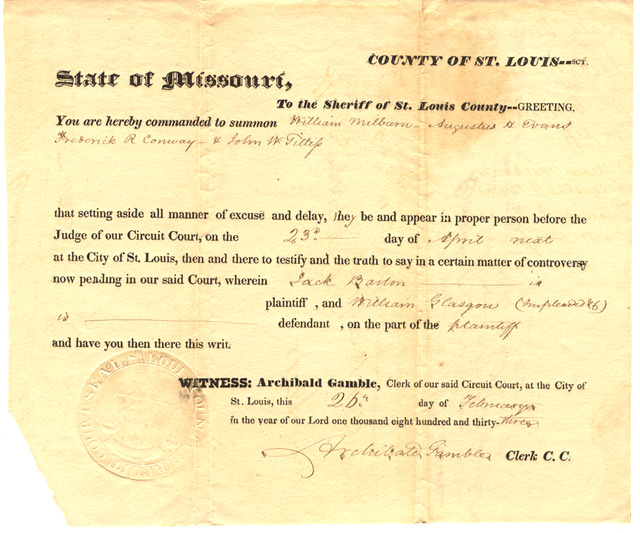 COUNTY OF ST. LOUIS--SCT.
State of Missouri,
To the Sheriff of St. Louis County--GREETING.
You are hereby commanded to summon William Milburn - Augustus H Evans
Frederick R Conway - & John W
that setting aside all manner of excuse and delay, they be and appear in proper person before the
Judge of our Circuit Court, on the 23d day of April next
at the City of St. Louis, then and there to testify and the truth to say in a certain matter of controversy
now pending in our said Court, wherein Jack Barton is
plaintiff , and William Glasgow (Impleaded &c)
is defendant , on the part of the plaintiff
and have you then there this writ.
WITNESS: Archibald Gamble, Clerk of our said Circuit Court, at the City of
St. Louis, this 26th day of February
in the year of our Lord one thousand eight hundred and thirty-three
Archibald Gamble Clerk C. C.